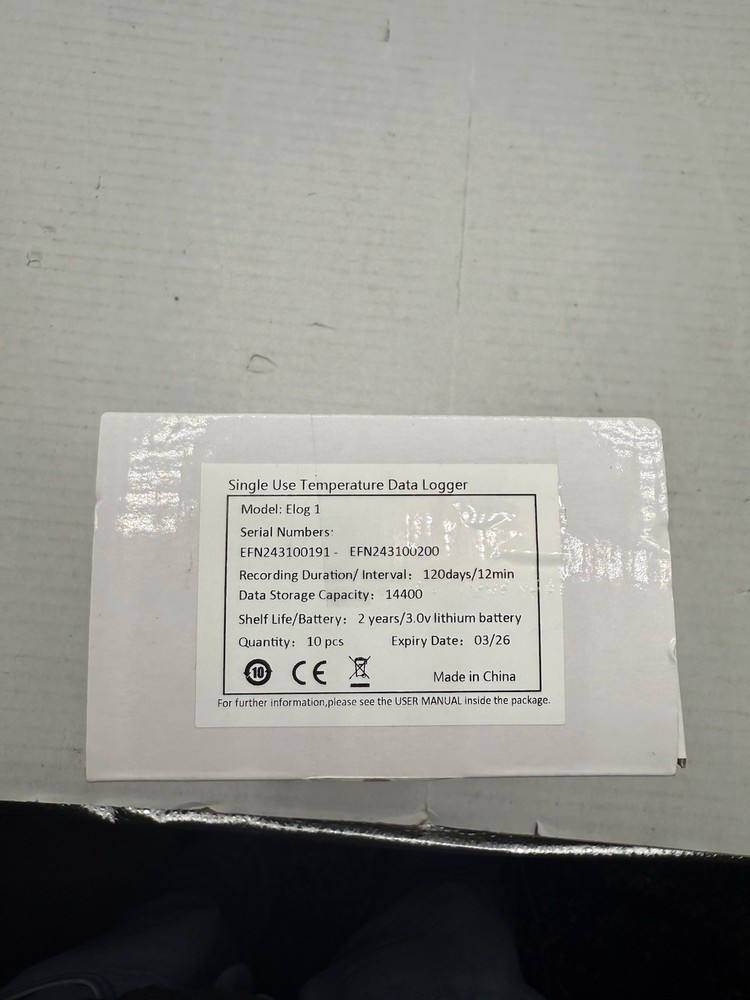 Single Use Temperature Data Logger
Model: Elog 1
Serial Numbers:
EFN243100191 - EFN243100200
Recording Duration/ Interval: 120days/12min
Data Storage Capacity: 14400
Shelf Life/Battery: 2 years/3.0v lithium battery
Quantity: 10 pcs Expiry Date: 03/26
10 CE Made in China
For further information,please see the USER MANUAL inside the package.